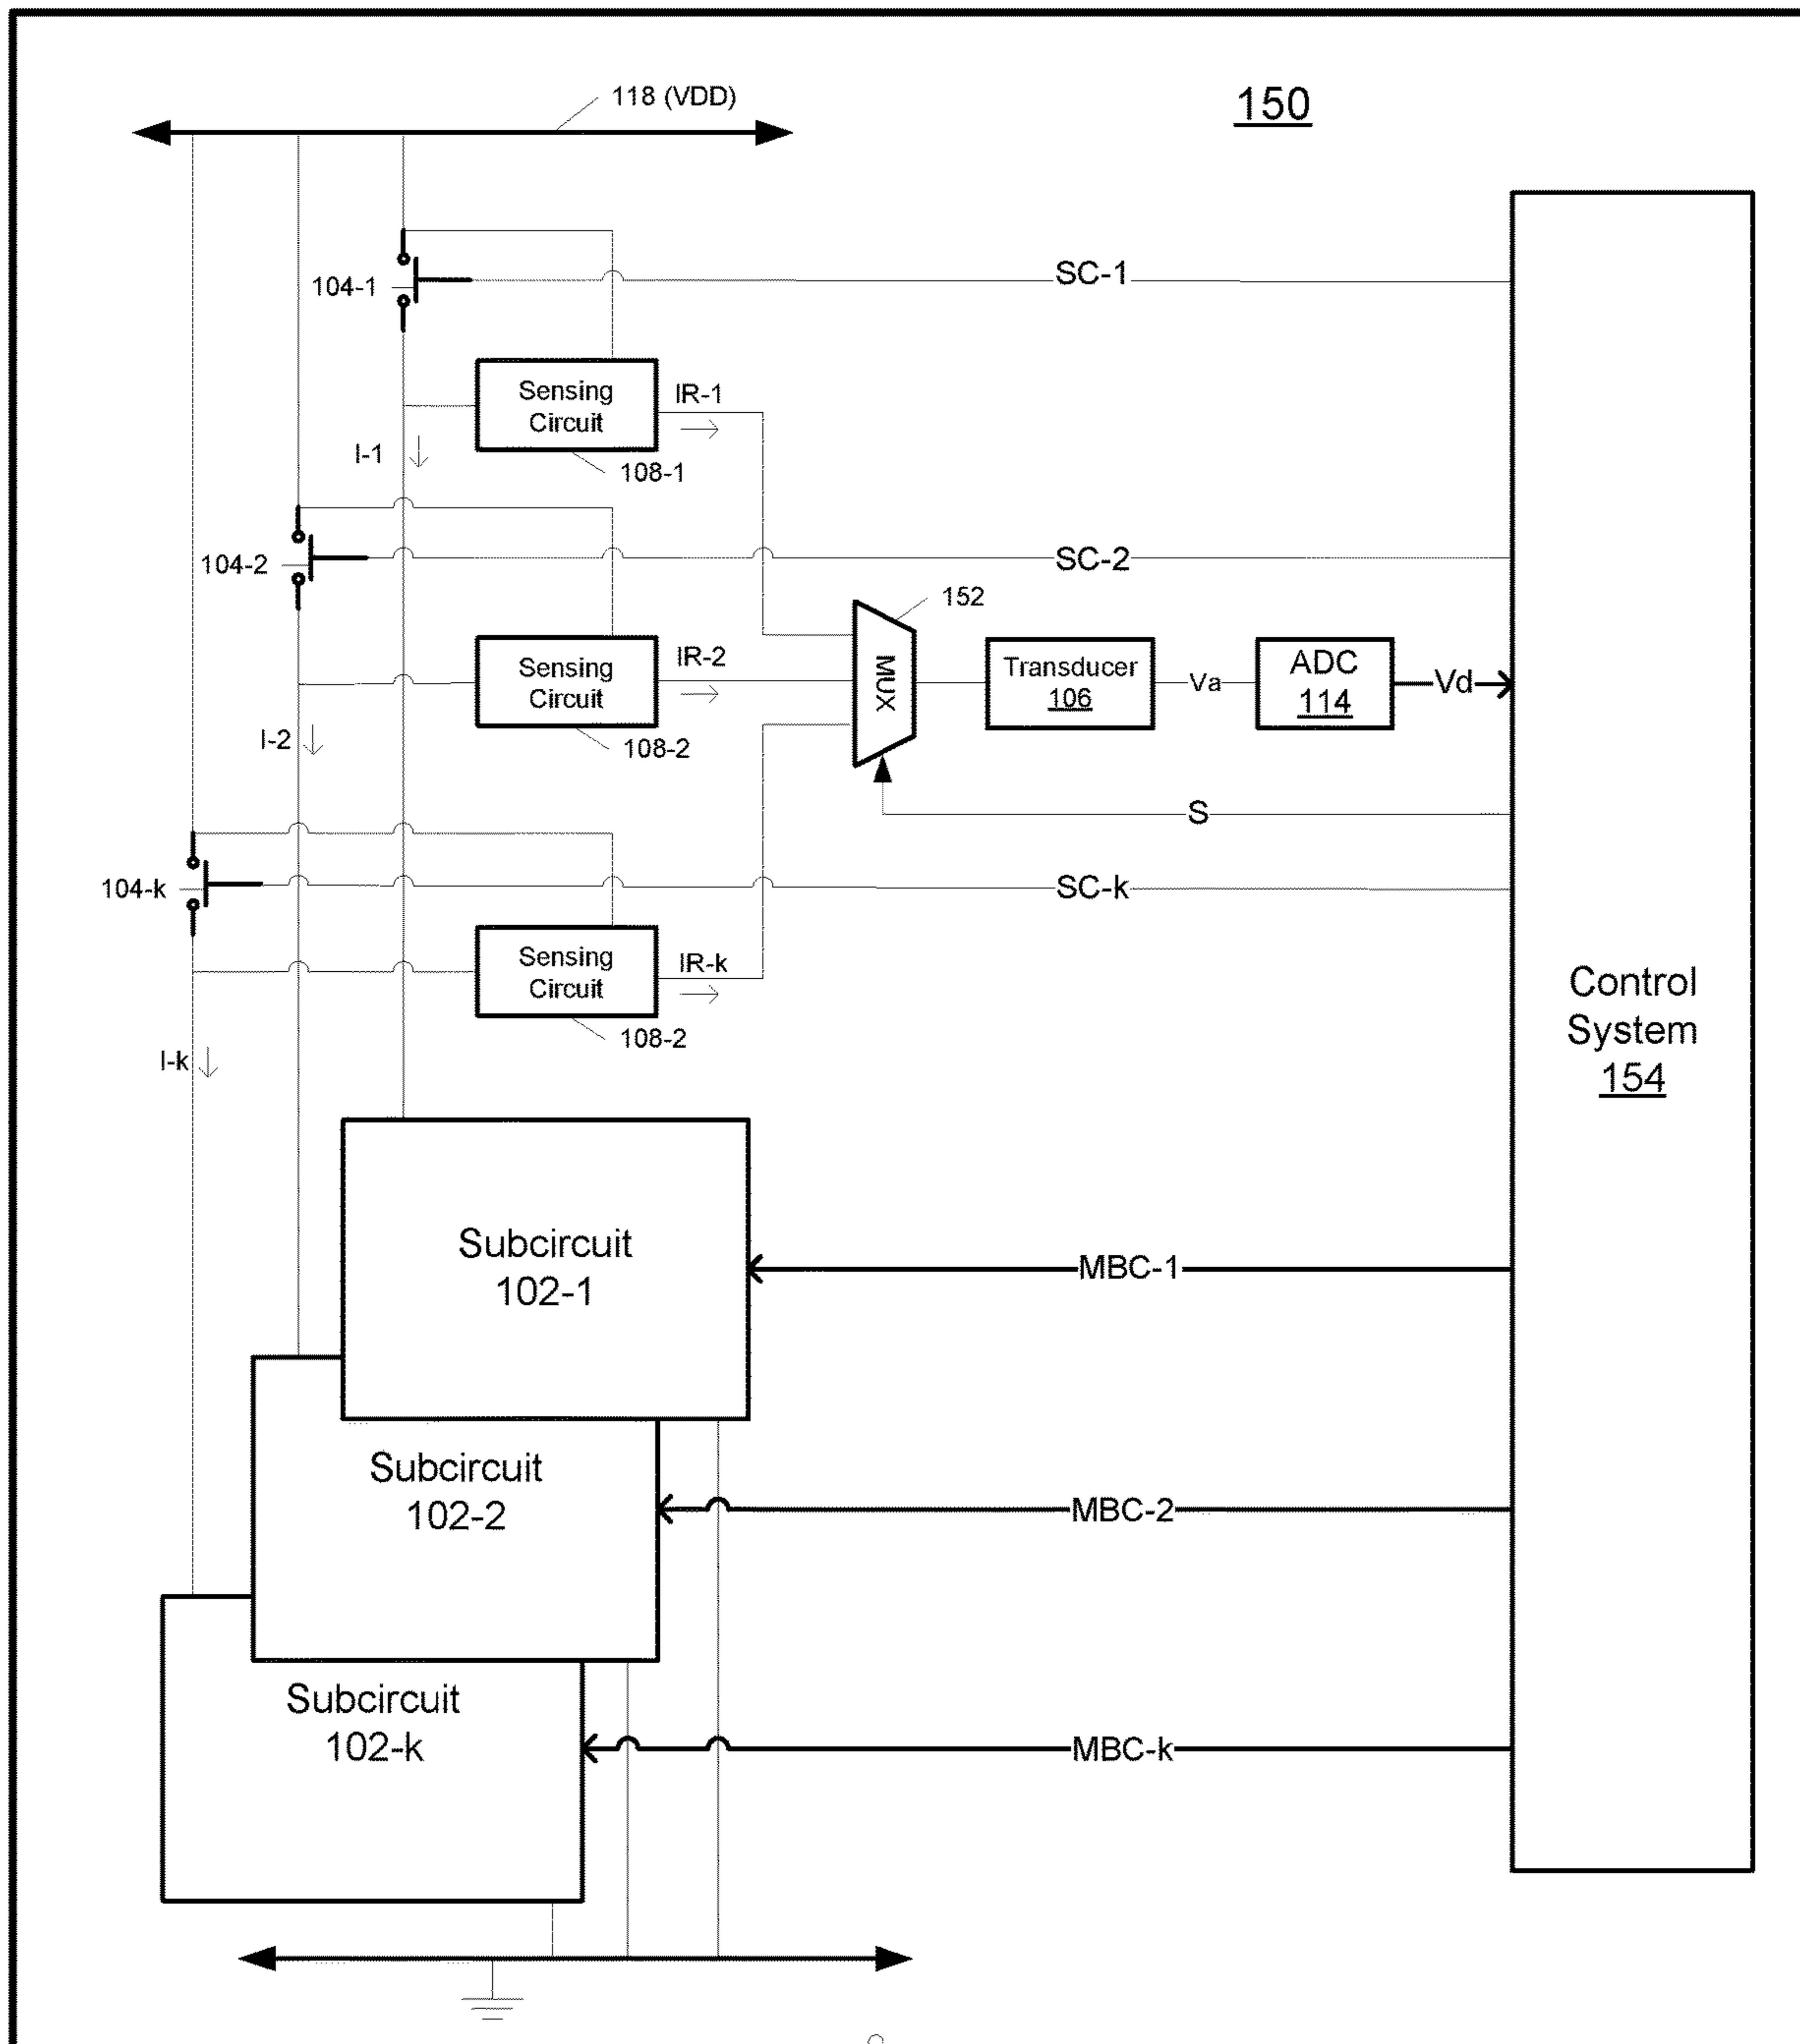 118 (VDD)
150
SC-1
104-1
Sensing
Circuit
IR-1
I-1
108-1
104-2
SC-2
152
Sensing
Circuit
IR-2
MUX
Transducer
106
Va
ADC
114
Vd
I-2
108-2
S
104-k
SC-k
Sensing
Circuit
IR-k
108-2
I-k
Control
System
154
Subcircuit
102-1
MBC-1
Subcircuit
102-2
MBC-2
Subcircuit
102-k
MBC-k